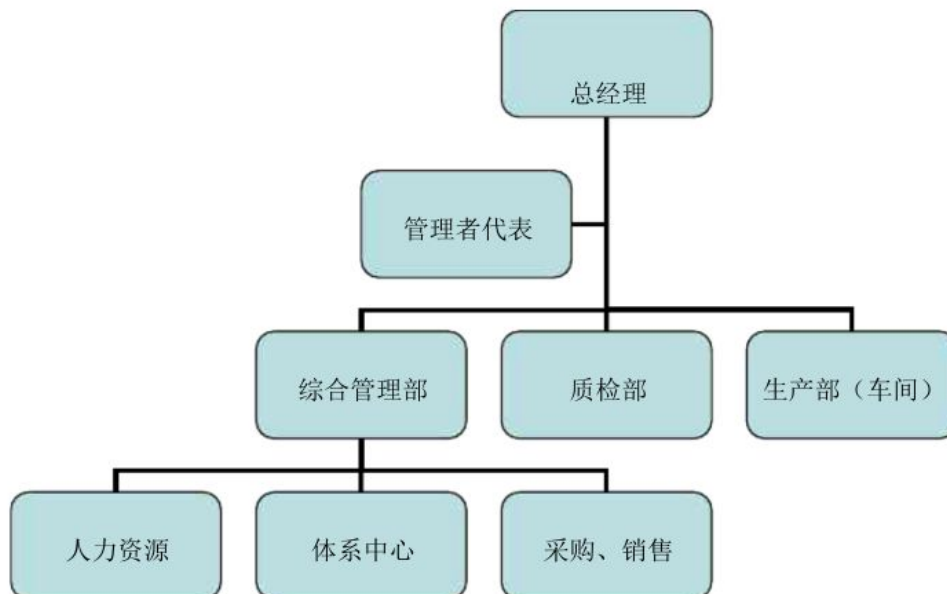 总经理
管理者代表
综合管理部
质检部
生产部（车间）
人力资源
体系中心
采购、销售